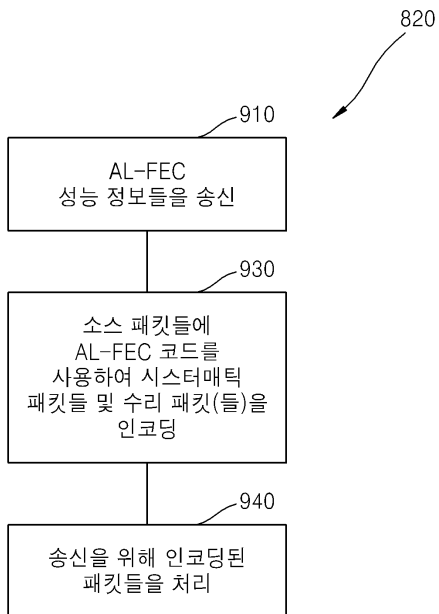 820
910
AL-FEC
성능 정보들을 송신
930
소스 패킷들에
AL-FEC 코드를
사용하여 시스터매틱
패킷들 및 수리 패킷(들)을
인코딩
940
송신을 위해 인코딩된
패킷들을 처리